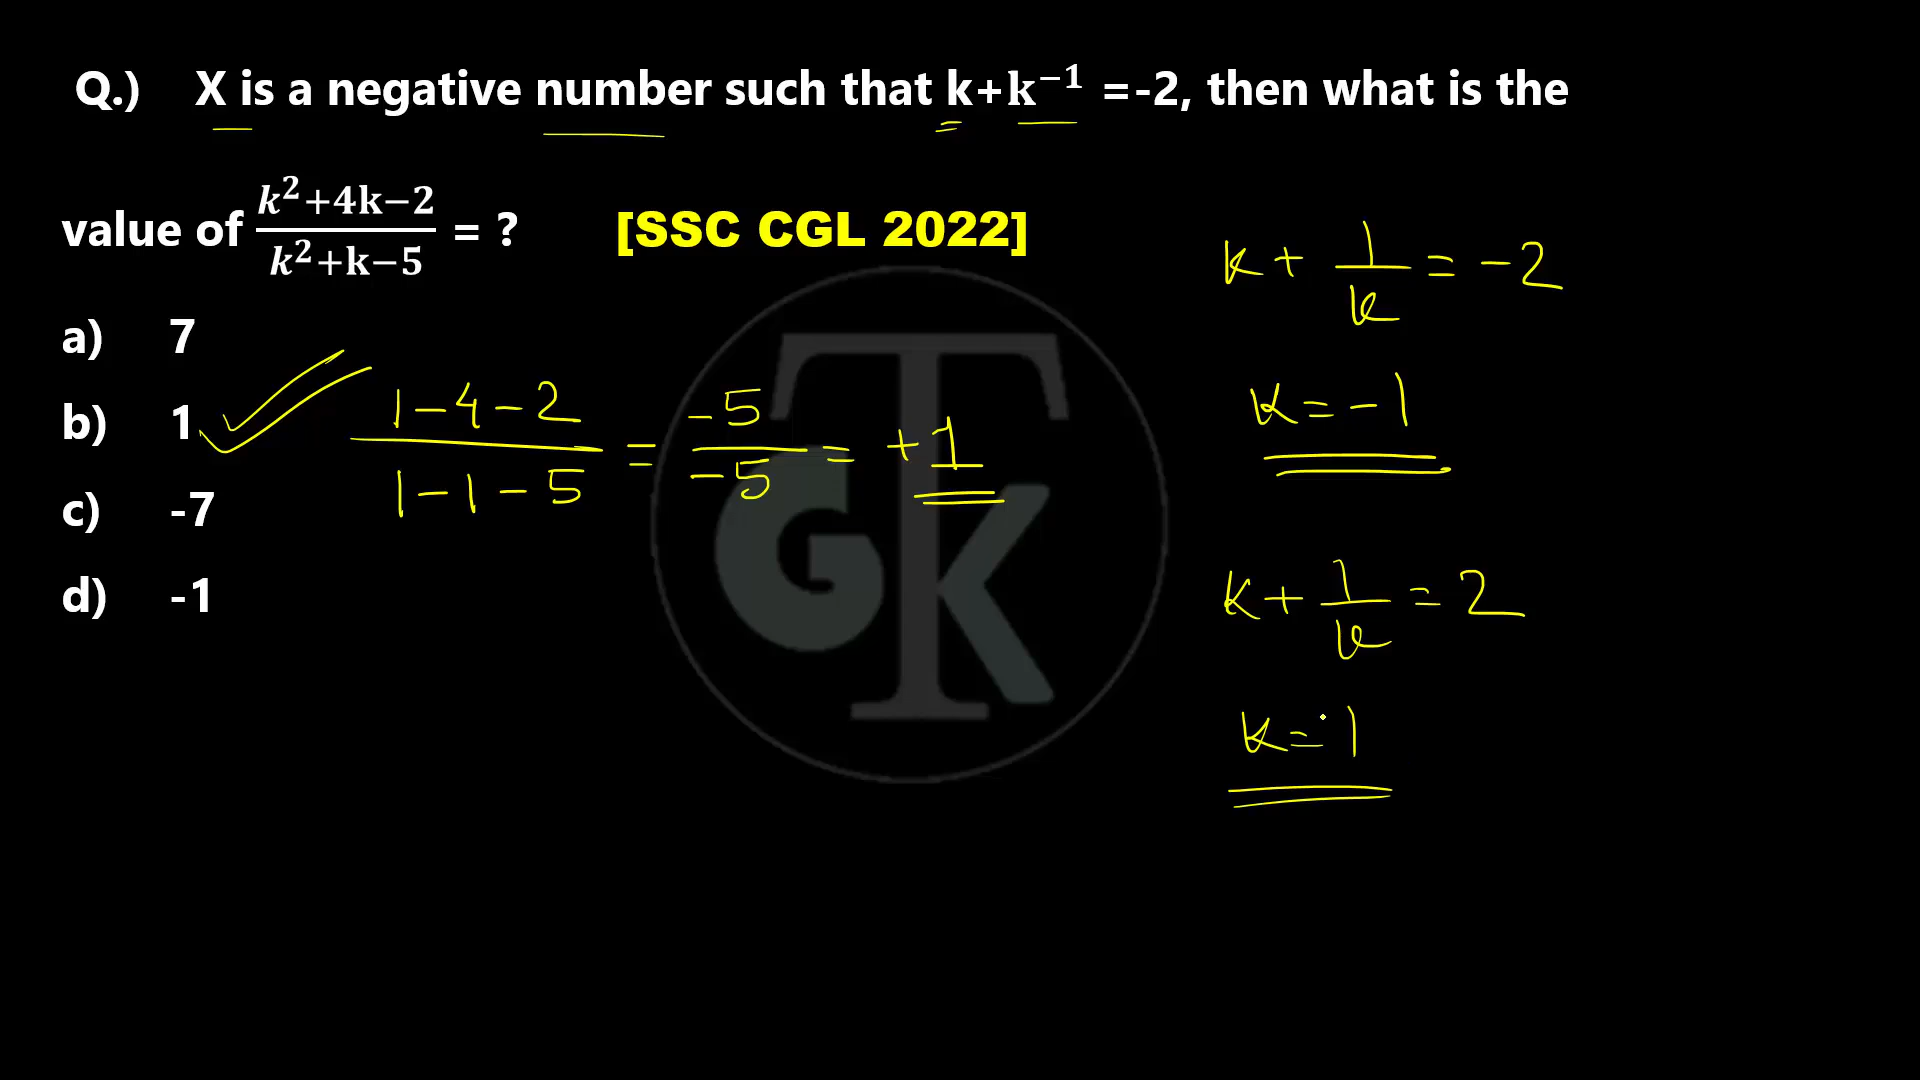 Q.) X is a negative number such that k+k⁻¹ =-2, then what is the
value of (k²+4k−2)/(k²+k−5) = ? [SSC CGL 2022]
a) 7
b) 1
c) -7
d) -1
(1-4-2)/(1-1-5) = -5/-5 = +1
k + 1/k = -2
k = -1
k + 1/k = 2
k = 1
TGK